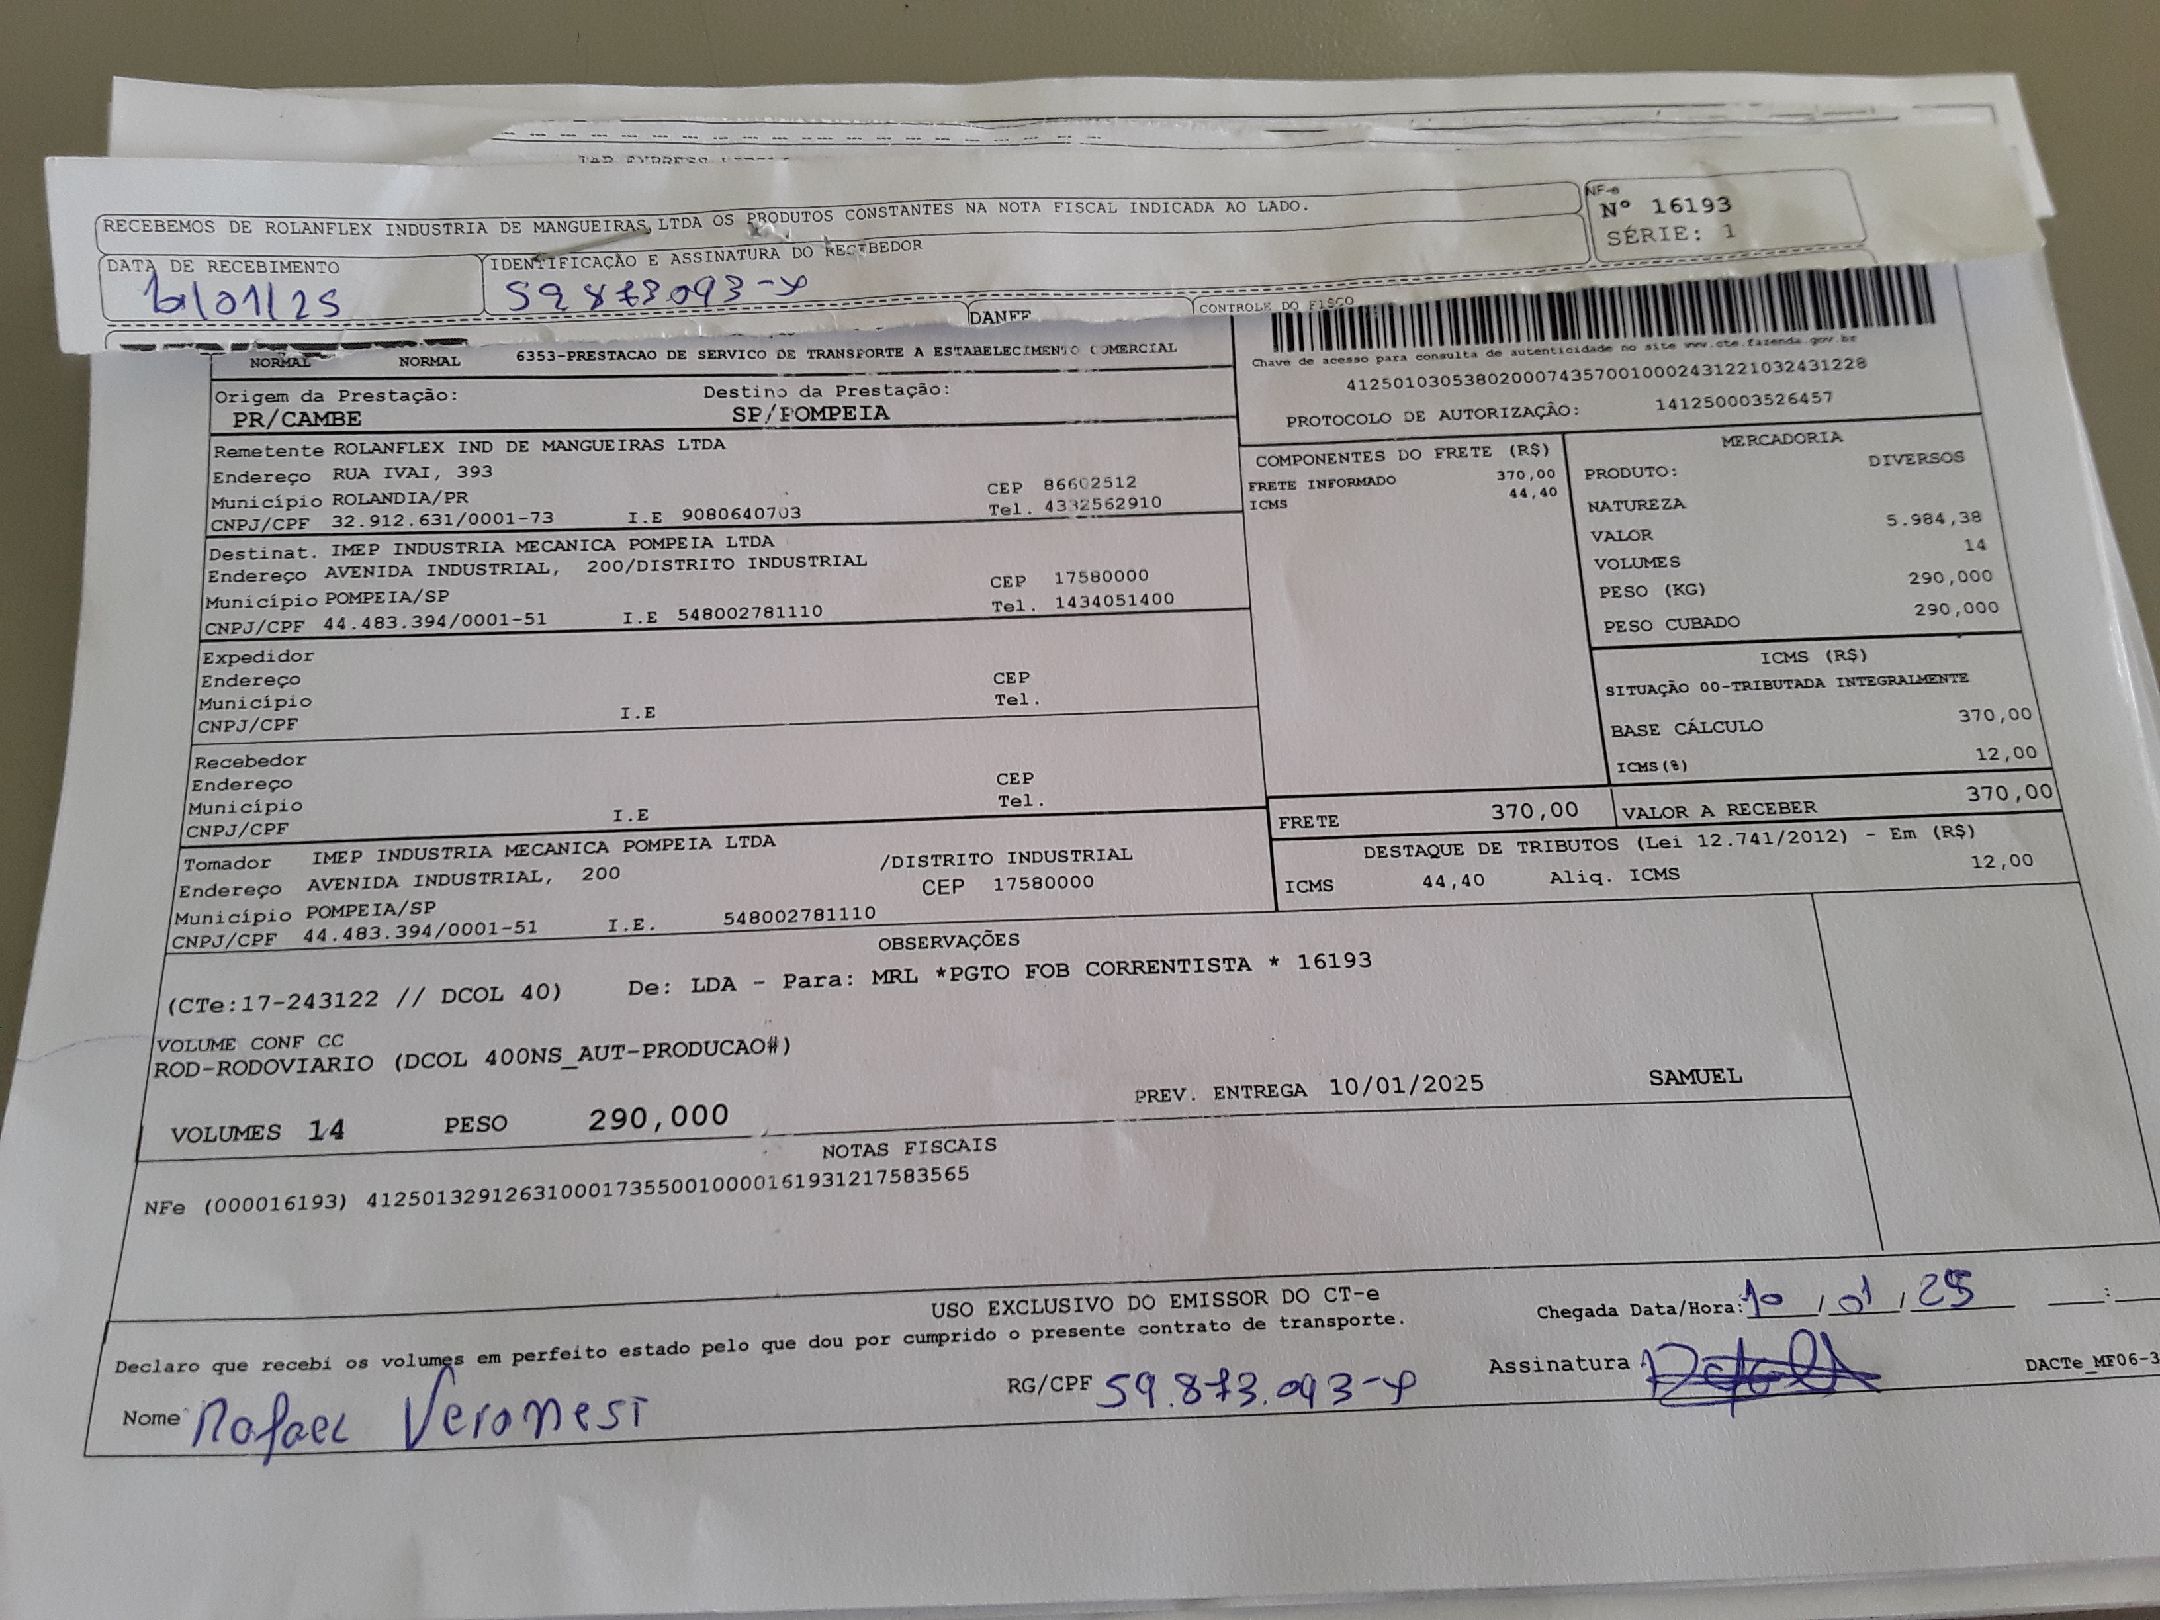 RECEBEMOS DE ROLANFLEX INDUSTRIA DE MANGUEIRAS LTDA OS PRODUTOS CONSTANTES NA NOTA FISCAL INDICADA AO LADO.
NF-e
Nº 16193
SÉRIE: 1
DATA DE RECEBIMENTO
IDENTIFICAÇÃO E ASSINATURA DO RECEBEDOR
/01/25
59 873.093-x
DANFE
CONTROLE DO FISCO
NORMAL NORMAL 6353-PRESTACAO DE SERVICO DE TRANSPORTE A ESTABELECIMENTO COMERCIAL
Chave de acesso para consulta de autenticidade no site www.cte.fazenda.gov.br
41250103053802000743570010002431221032431228
PROTOCOLO DE AUTORIZAÇÃO: 141250003526457
Origem da Prestação: Destino da Prestação:
PR/CAMBE SP/POMPEIA
Remetente ROLANFLEX IND DE MANGUEIRAS LTDA
Endereço RUA IVAI, 393
Município ROLANDIA/PR CEP 86602512
CNPJ/CPF 32.912.631/0001-73 I.E 9080640703 Tel. 4332562910
Destinat. IMEP INDUSTRIA MECANICA POMPEIA LTDA
Endereço AVENIDA INDUSTRIAL, 200/DISTRITO INDUSTRIAL
Município POMPEIA/SP CEP 17580000
CNPJ/CPF 44.483.394/0001-51 I.E 548002781110 Tel. 1434051400
Expedidor
Endereço CEP
Município Tel.
CNPJ/CPF I.E
Recebedor
Endereço CEP
Município Tel.
CNPJ/CPF I.E
Tomador IMEP INDUSTRIA MECANICA POMPEIA LTDA
Endereço AVENIDA INDUSTRIAL, 200 /DISTRITO INDUSTRIAL
Município POMPEIA/SP CEP 17580000
CNPJ/CPF 44.483.394/0001-51 I.E. 548002781110
COMPONENTES DO FRETE (R$)
FRETE INFORMADO 370,00
ICMS 44,40
MERCADORIA
PRODUTO: DIVERSOS
NATUREZA
VALOR 5.984,38
VOLUMES 14
PESO (KG) 290,000
PESO CUBADO 290,000
ICMS (R$)
SITUAÇÃO 00-TRIBUTADA INTEGRALMENTE
BASE CÁLCULO 370,00
ICMS(%) 12,00
FRETE 370,00 VALOR A RECEBER 370,00
DESTAQUE DE TRIBUTOS (Lei 12.741/2012) - Em (R$)
ICMS 44,40 Aliq. ICMS 12,00
OBSERVAÇÕES
(CTe:17-243122 // DCOL 40) De: LDA - Para: MRL *PGTO FOB CORRENTISTA * 16193
VOLUME CONF CC
ROD-RODOVIARIO (DCOL 400NS_AUT-PRODUCAO#)
PREV. ENTREGA 10/01/2025 SAMUEL
VOLUMES 14 PESO 290,000
NOTAS FISCAIS
NFe (000016193) 41250132912631000173550010000161931217583565
USO EXCLUSIVO DO EMISSOR DO CT-e
Declaro que recebi os volumes em perfeito estado pelo que dou por cumprido o presente contrato de transporte.
Chegada Data/Hora: 10/01/25 :
Nome Rafael Veronesi RG/CPF 59.873.093-x Assinatura
DACTe_MF06-3